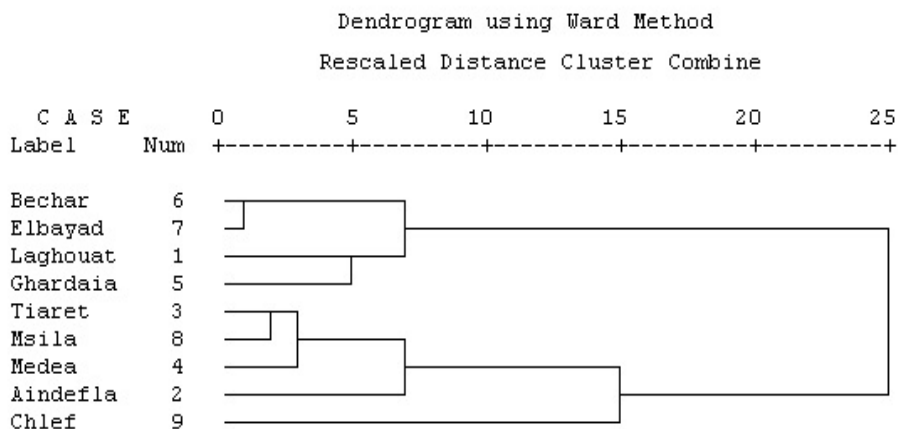 Dendrogram using Ward Method
Rescaled Distance Cluster Combine
C A S E 0 5 10 15 20 25
Label Num +---------+---------+---------+---------+---------+
Bechar 6
Elbayad 7
Laghouat 1
Ghardaia 5
Tiaret 3
Msila 8
Medea 4
Aindefla 2
Chlef 9